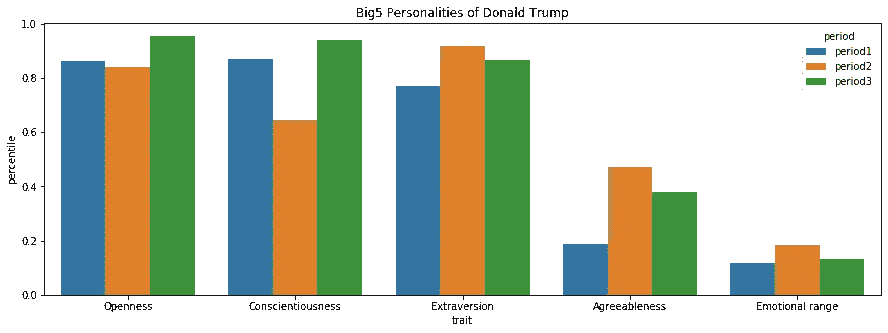 Big5 Personalities of Donald Trump
period
period1
period2
period3
percentile
1.0
0.8
0.6
0.4
0.2
0.0
Openness
Conscientiousness
Extraversion
Agreeableness
Emotional range
trait